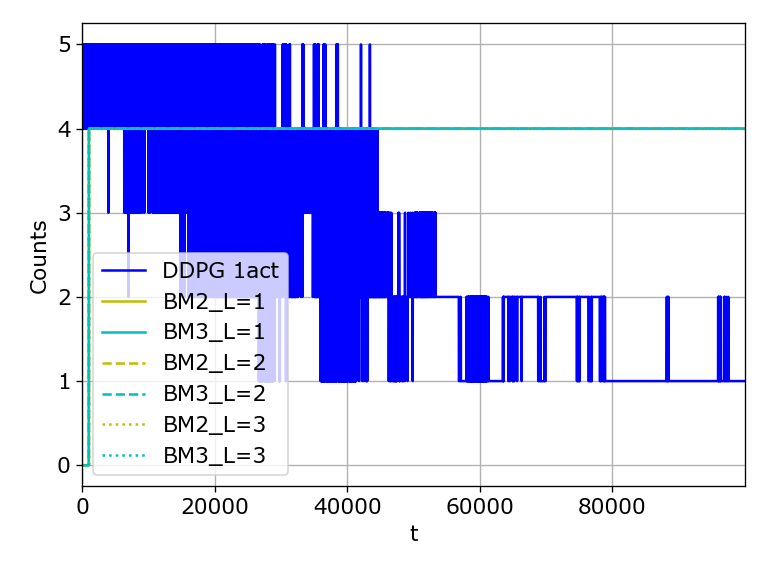 5
4
3
2
1
0
Counts
DDPG 1act
BM2_L=1
BM3_L=1
BM2_L=2
BM3_L=2
BM2_L=3
BM3_L=3
0 20000 40000 60000 80000
t